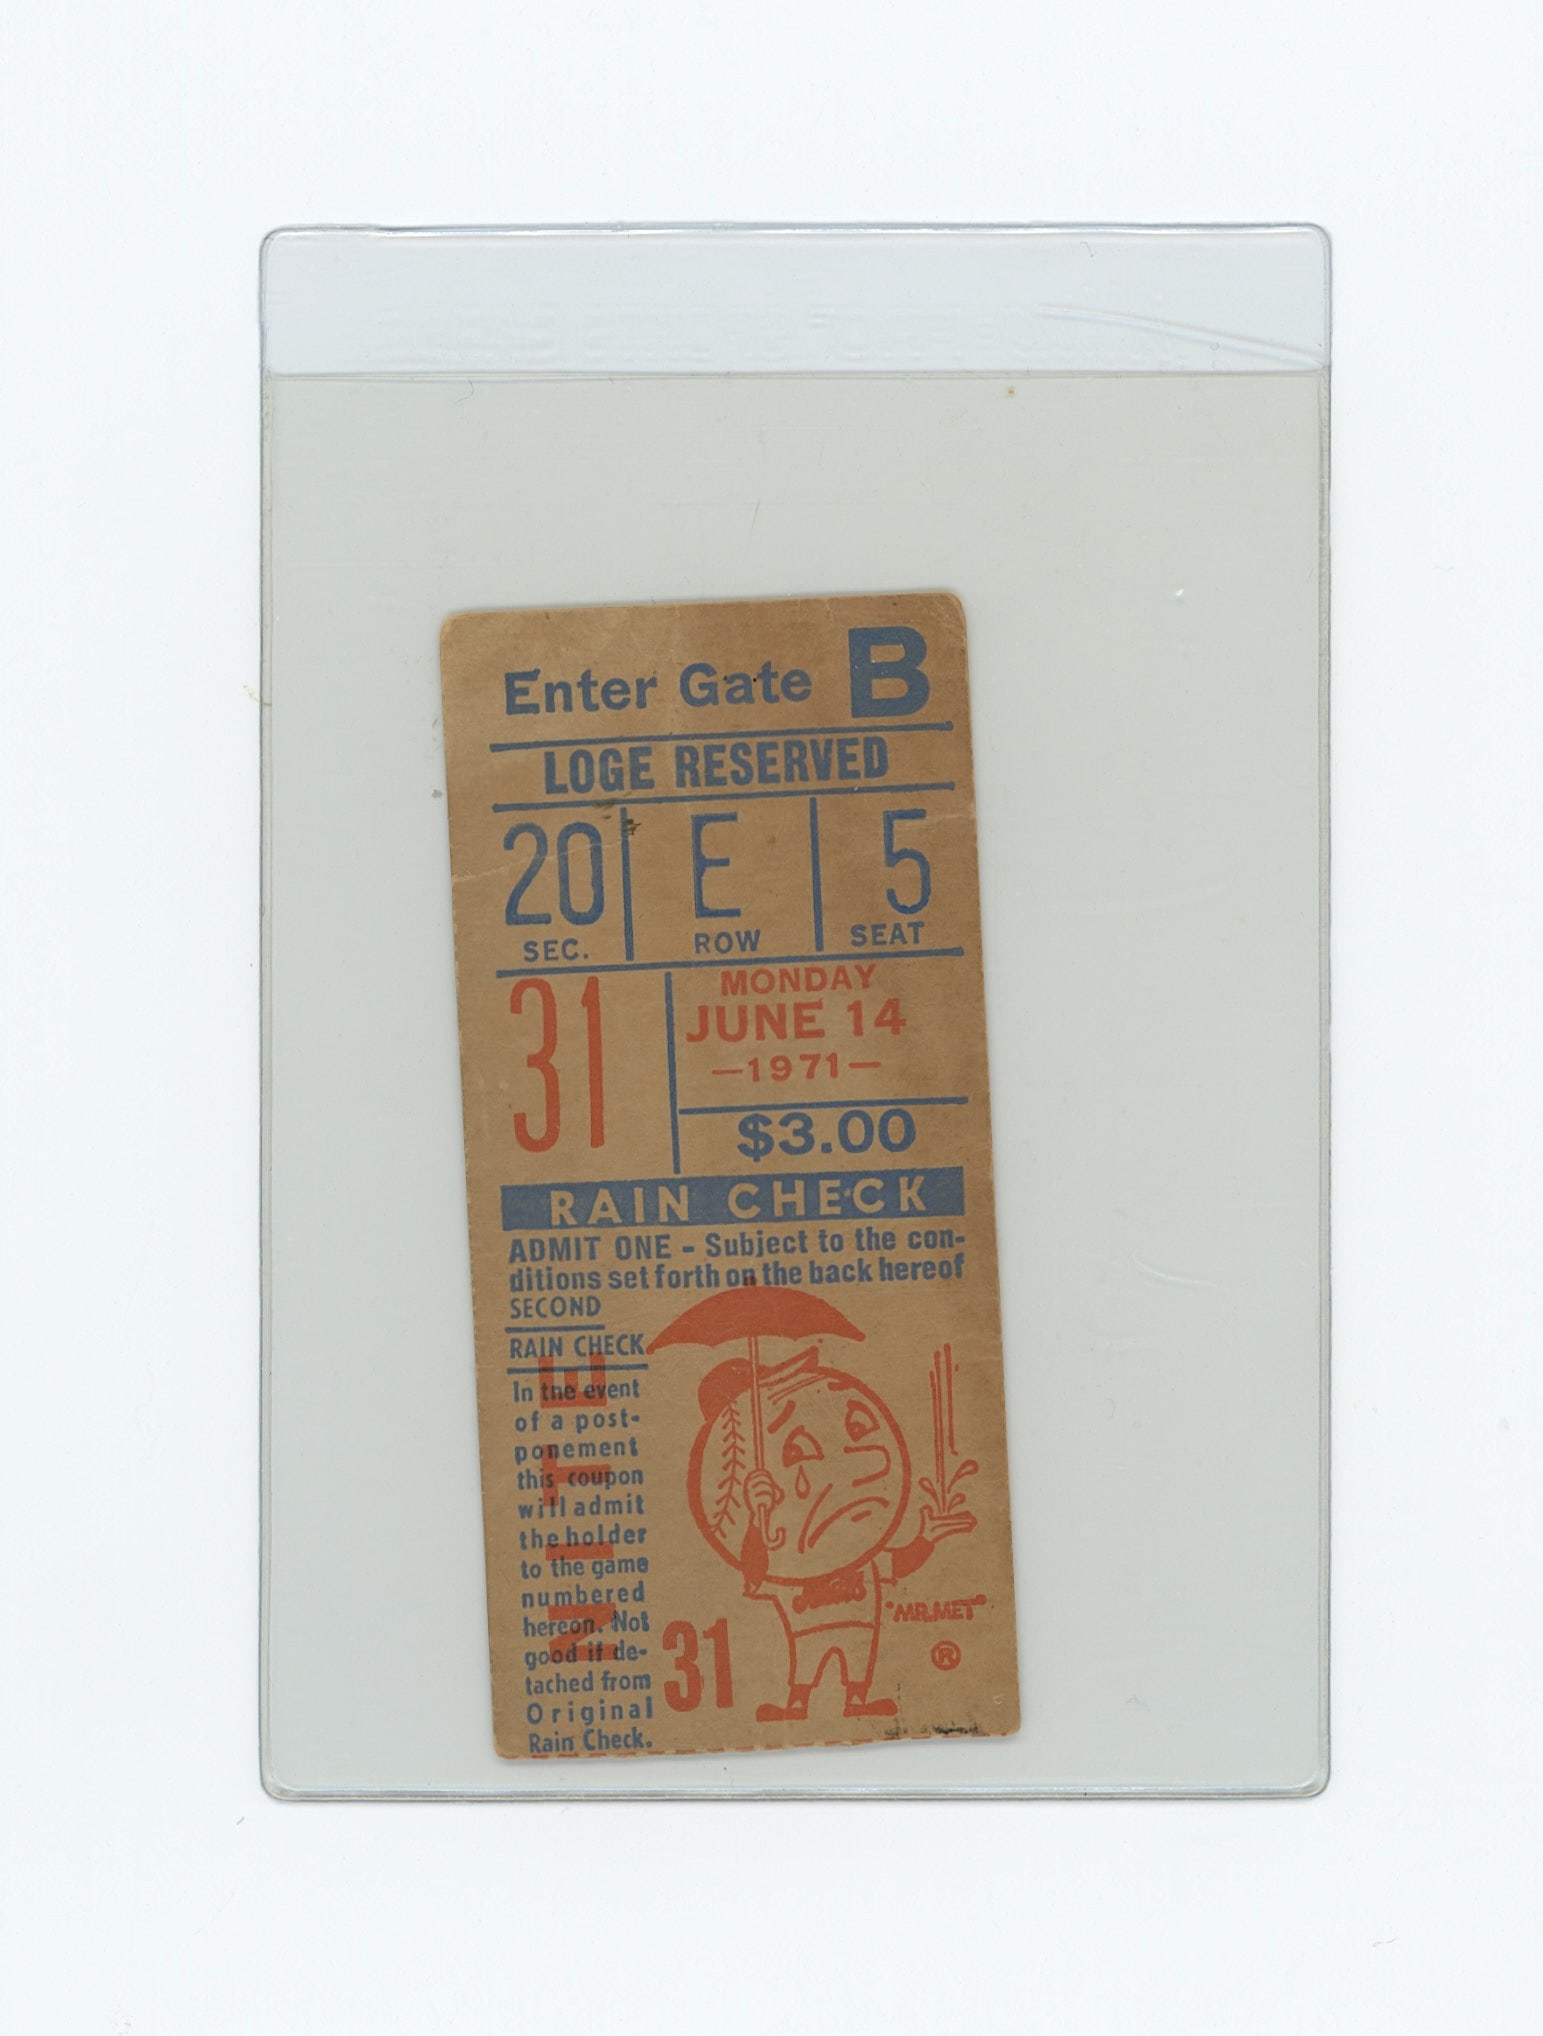 Enter Gate B
LOGE RESERVED
20 E 5
SEC. ROW SEAT
31
MONDAY
JUNE 14
—1971—
$3.00
RAIN CHECK
ADMIT ONE - Subject to the con-
ditions set forth on the back hereof
SECOND
RAIN CHECK
In the event
of a post-
ponement
this coupon
will admit
the holder
to the game
numbered
hereon. Not
good if de-
tached from
Original
Rain Check.
NITE
31
Mets
"MR. MET"
®